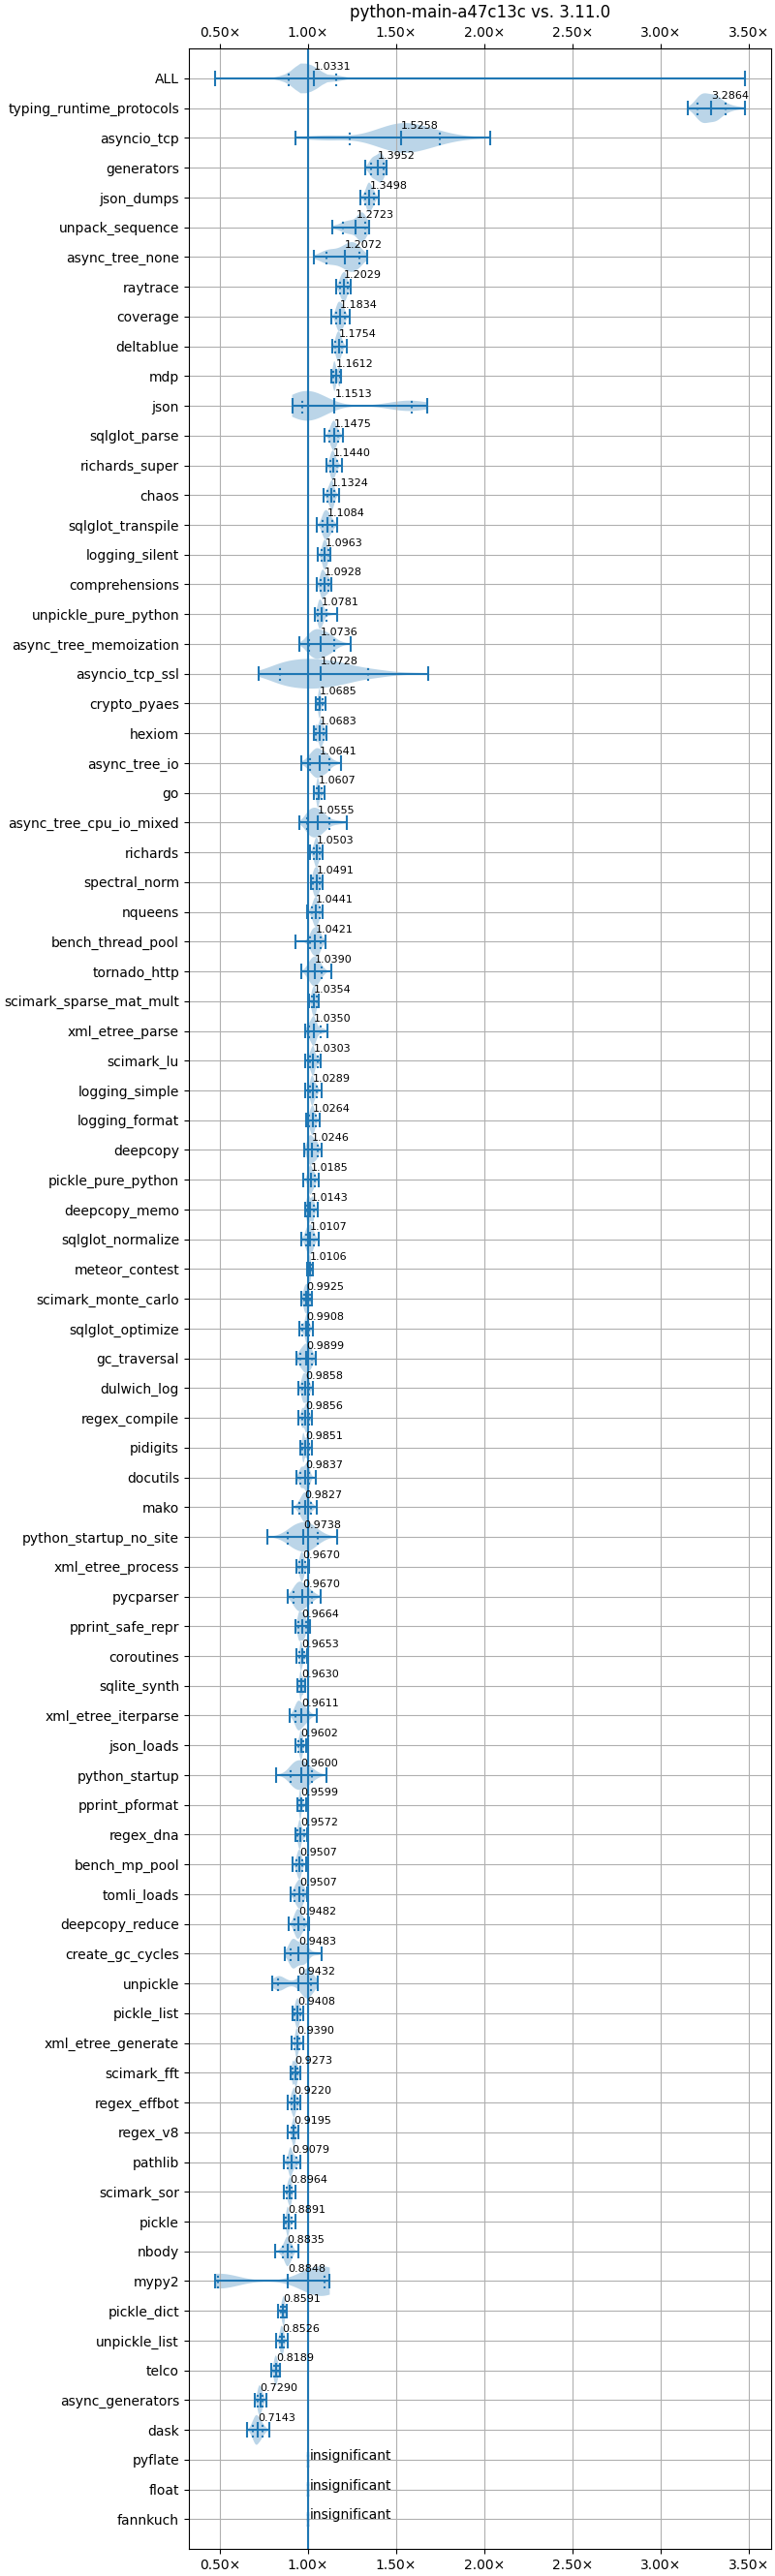 python-main-a47c13c vs. 3.11.0
0.50× 1.00× 1.50× 2.00× 2.50× 3.00× 3.50×
ALL 1.0331
typing_runtime_protocols 3.2864
asyncio_tcp 1.5258
generators 1.3952
json_dumps 1.3498
unpack_sequence 1.2723
async_tree_none 1.2072
raytrace 1.2029
coverage 1.1834
deltablue 1.1754
mdp 1.1612
json 1.1513
sqlglot_parse 1.1475
richards_super 1.1440
chaos 1.1324
sqlglot_transpile 1.1084
logging_silent 1.0963
comprehensions 1.0928
unpickle_pure_python 1.0781
async_tree_memoization 1.0736
asyncio_tcp_ssl 1.0728
crypto_pyaes 1.0685
hexiom 1.0683
async_tree_io 1.0641
go 1.0607
async_tree_cpu_io_mixed 1.0555
richards 1.0503
spectral_norm 1.0491
nqueens 1.0441
bench_thread_pool 1.0421
tornado_http 1.0390
scimark_sparse_mat_mult 1.0354
xml_etree_parse 1.0350
scimark_lu 1.0303
logging_simple 1.0289
logging_format 1.0264
deepcopy 1.0246
pickle_pure_python 1.0185
deepcopy_memo 1.0143
sqlglot_normalize 1.0107
meteor_contest 1.0106
scimark_monte_carlo 0.9925
sqlglot_optimize 0.9908
gc_traversal 0.9899
dulwich_log 0.9858
regex_compile 0.9856
pidigits 0.9851
docutils 0.9837
mako 0.9827
python_startup_no_site 0.9738
xml_etree_process 0.9670
pycparser 0.9670
pprint_safe_repr 0.9664
coroutines 0.9653
sqlite_synth 0.9630
xml_etree_iterparse 0.9611
json_loads 0.9602
python_startup 0.9600
pprint_pformat 0.9599
regex_dna 0.9572
bench_mp_pool 0.9507
tomli_loads 0.9507
deepcopy_reduce 0.9482
create_gc_cycles 0.9483
unpickle 0.9432
pickle_list 0.9408
xml_etree_generate 0.9390
scimark_fft 0.9273
regex_effbot 0.9220
regex_v8 0.9195
pathlib 0.9079
scimark_sor 0.8964
pickle 0.8891
nbody 0.8835
mypy2 0.8848
pickle_dict 0.8591
unpickle_list 0.8526
telco 0.8189
async_generators 0.7290
dask 0.7143
pyflate insignificant
float insignificant
fannkuch insignificant
0.50× 1.00× 1.50× 2.00× 2.50× 3.00× 3.50×